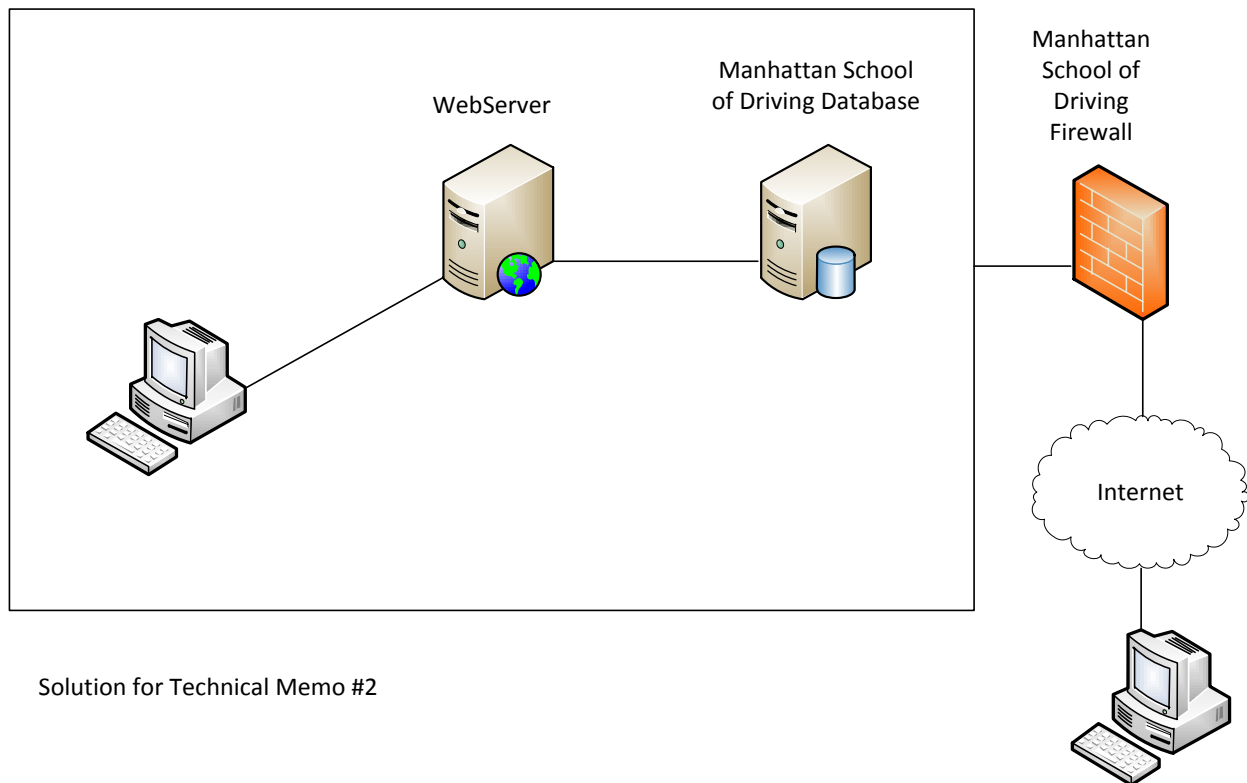 WebServer
Manhattan School
of Driving Database
Manhattan
School of
Driving
Firewall
Internet
Solution for Technical Memo #2